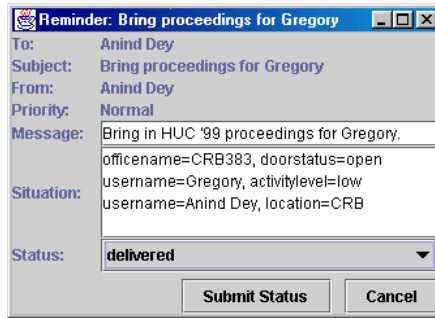 Reminder: Bring proceedings for Gregory
To: Anind Dey
Subject: Bring proceedings for Gregory
From: Anind Dey
Priority: Normal
Message: Bring in HUC '99 proceedings for Gregory.
officename=CRB383, doorstatus=open
username=Gregory, activitylevel=low
Situation:
username=Anind Dey, location=CRB
Status: delivered
Submit Status Cancel